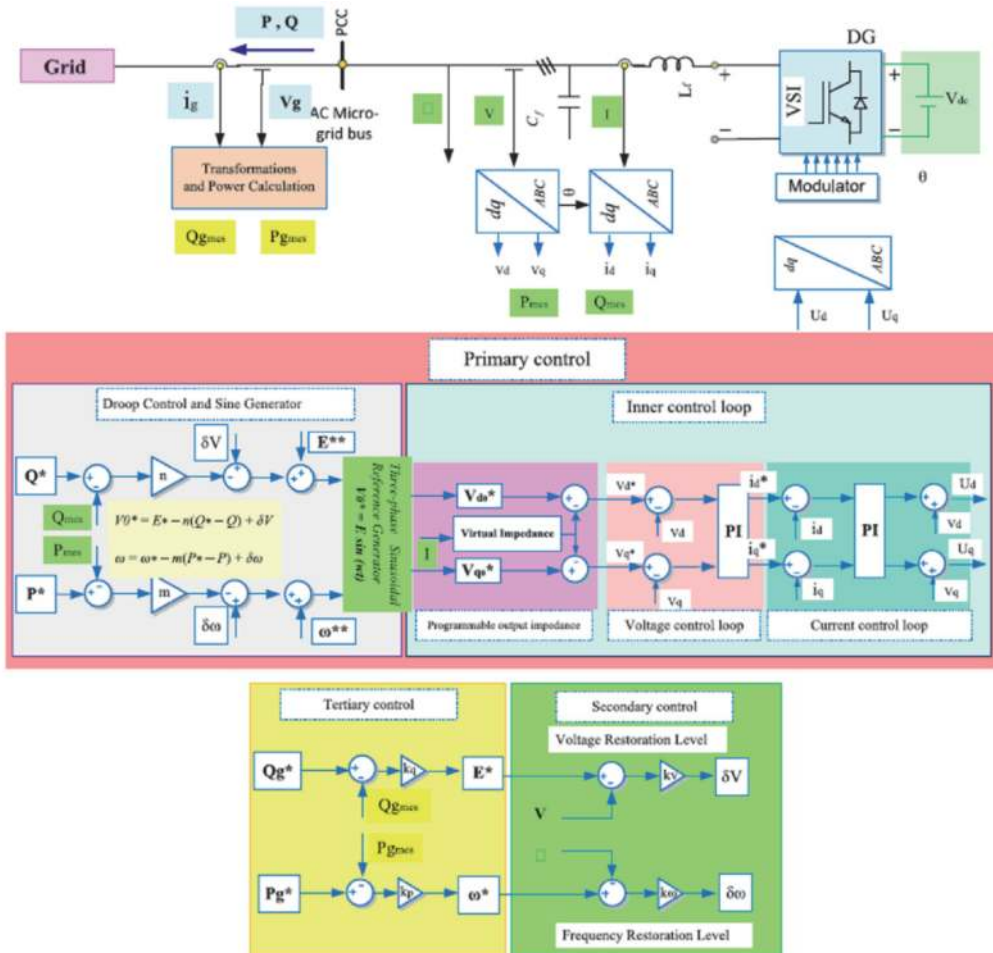 P , Q
PCC
DG
Grid
ig
Vg
AC Micro-
grid bus
V
Cf
I
Lf
+
−
VSI
+
−
Vdc
θ
Transformations
and Power Calculation
Modulator
dq
ABC
θ
dq
ABC
Qgmes
Pgmes
vd
vq
id
iq
dq
ABC
Pmes
Qmes
Ud
Uq
Primary control
Droop Control and Sine Generator
Inner control loop
δV
E**
Q*
n
Qmes
V0* = E* − n(Q* − Q) + δV
Pmes
ω = ω* − m(P* − P) + δω
P*
m
δω
ω**
Three-phase Sinusoidal
Reference Generator
V0* = E sin (wt)
I
Vd0*
Virtual Impedance
Vq0*
Programmable output impedance
Vd*
Vd
Vq*
Vq
PI
Voltage control loop
id*
id
iq*
iq
PI
Ud
Vd
Uq
Vq
Current control loop
Tertiary control
Secondary control
Voltage Restoration Level
Qg*
kq
E*
kv
δV
Qgmes
V
Pgmes
Pg*
kp
ω*
kω
δω
Frequency Restoration Level